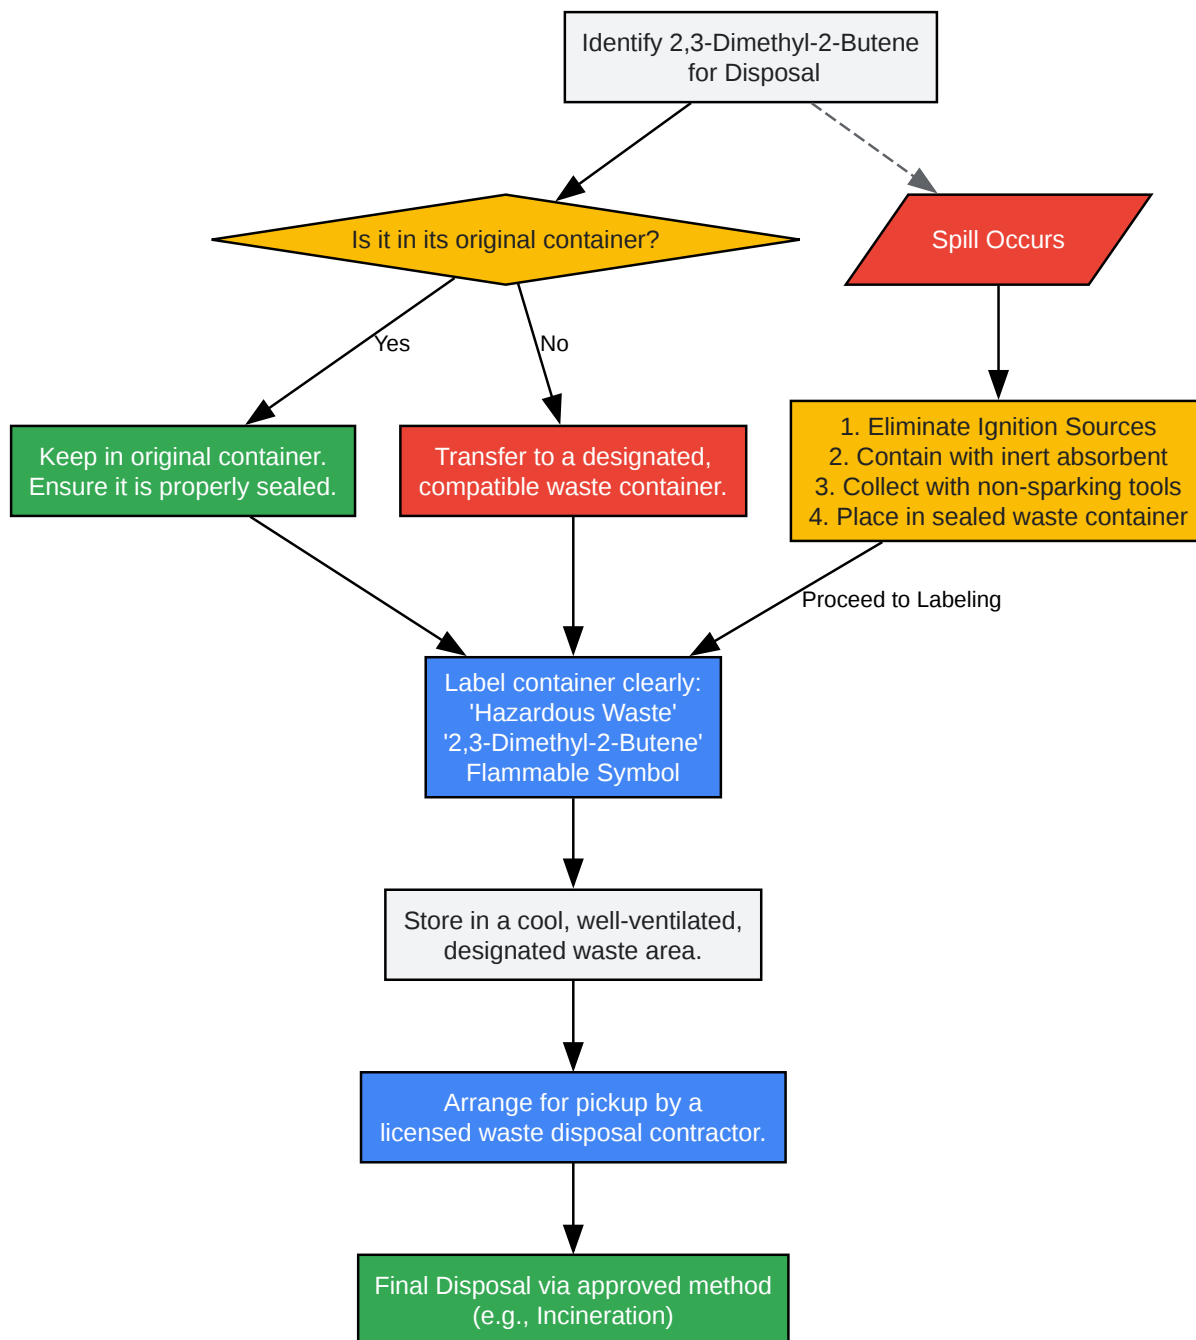 Identify 2,3-Dimethyl-2-Butene
for Disposal
Is it in its original container?
Spill Occurs
Yes
No
Keep in original container.
Ensure it is properly sealed.
Transfer to a designated,
compatible waste container.
1. Eliminate Ignition Sources
2. Contain with inert absorbent
3. Collect with non-sparking tools
4. Place in sealed waste container
Proceed to Labeling
Label container clearly:
'Hazardous Waste'
'2,3-Dimethyl-2-Butene'
Flammable Symbol
Store in a cool, well-ventilated,
designated waste area.
Arrange for pickup by a
licensed waste disposal contractor.
Final Disposal via approved method
(e.g., Incineration)